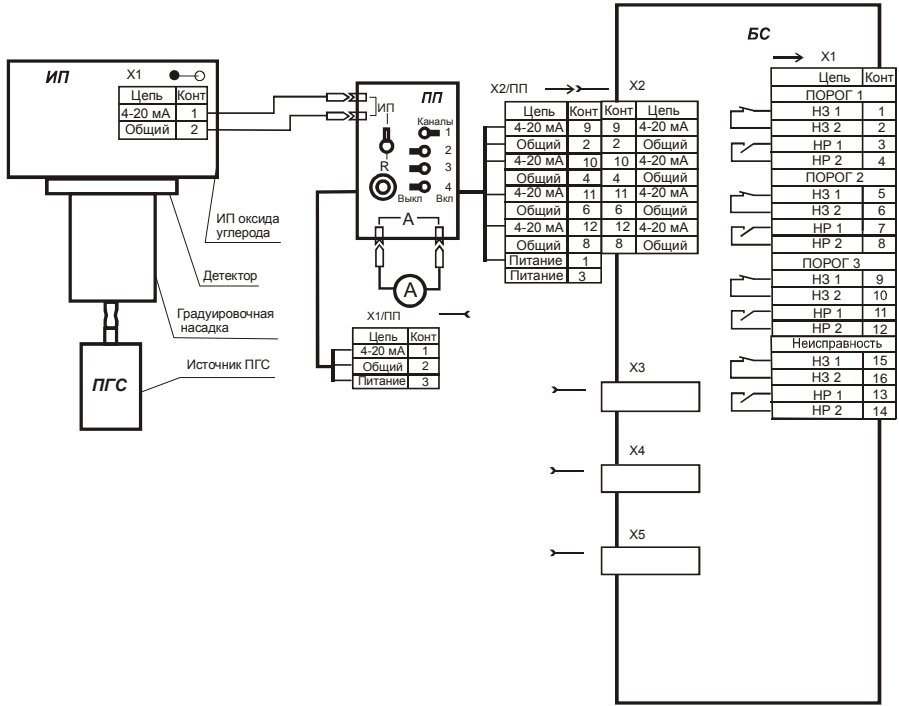 ИП
X1
Цепь Конт
4-20 мА 1
Общий 2
ИП оксида
углерода
Детектор
Градуировочная
насадка
Источник ПГС
ПГС
ПП
ИП
R
Каналы
1
2
3
4
Выкл Вкл
А
А
X1/ПП
Цепь Конт
4-20 мА 1
Общий 2
Питание 3
X2/ПП
X2
Цепь Конт Конт Цепь
4-20 мА 9 9 4-20 мА
Общий 2 2 Общий
4-20 мА 10 10 4-20 мА
Общий 4 4 Общий
4-20 мА 11 11 4-20 мА
Общий 6 6 Общий
4-20 мА 12 12 4-20 мА
Общий 8 8 Общий
Питание 1
Питание 3
БС
X1
Цепь Конт
ПОРОГ 1
НЗ 1 1
НЗ 2 2
НР 1 3
НР 2 4
ПОРОГ 2
НЗ 1 5
НЗ 2 6
НР 1 7
НР 2 8
ПОРОГ 3
НЗ 1 9
НЗ 2 10
НР 1 11
НР 2 12
Неисправность
НЗ 1 15
НЗ 2 16
НР 1 13
НР 2 14
X3
X4
X5